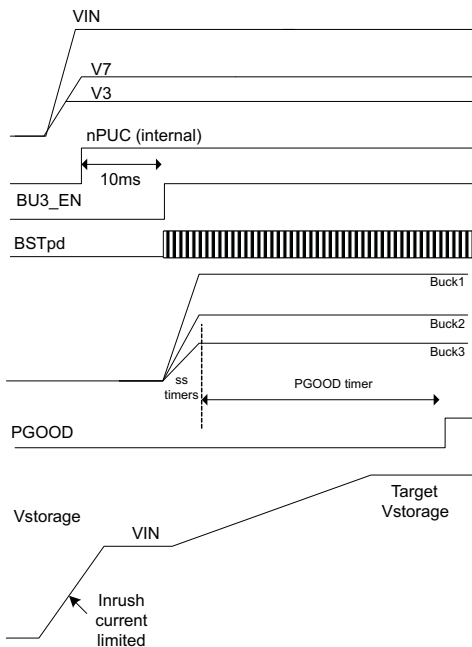 VIN
V7
V3
nPUC (internal)
10ms
BU3_EN
BSTpd
Buck1
Buck2
Buck3
ss
timers
PGOOD timer
PGOOD
Target
Vstorage
Vstorage
VIN
Inrush
current
limited